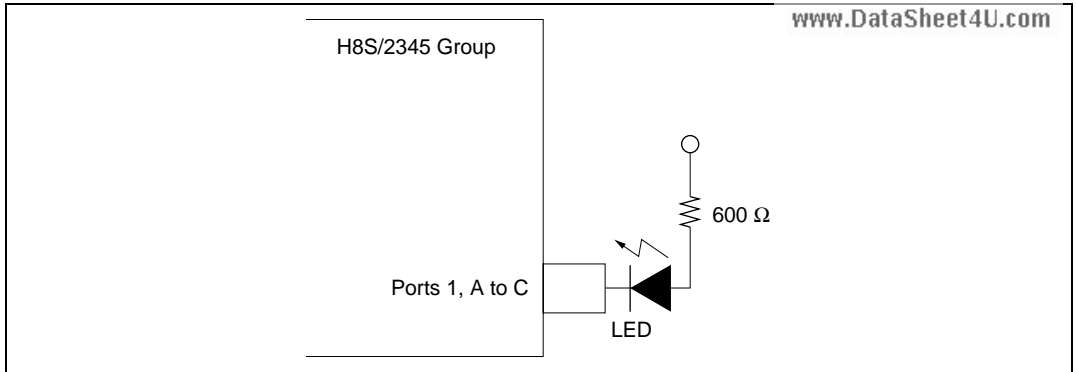 www.DataSheet4U.com
H8S/2345 Group
600 Ω
Ports 1, A to C
LED